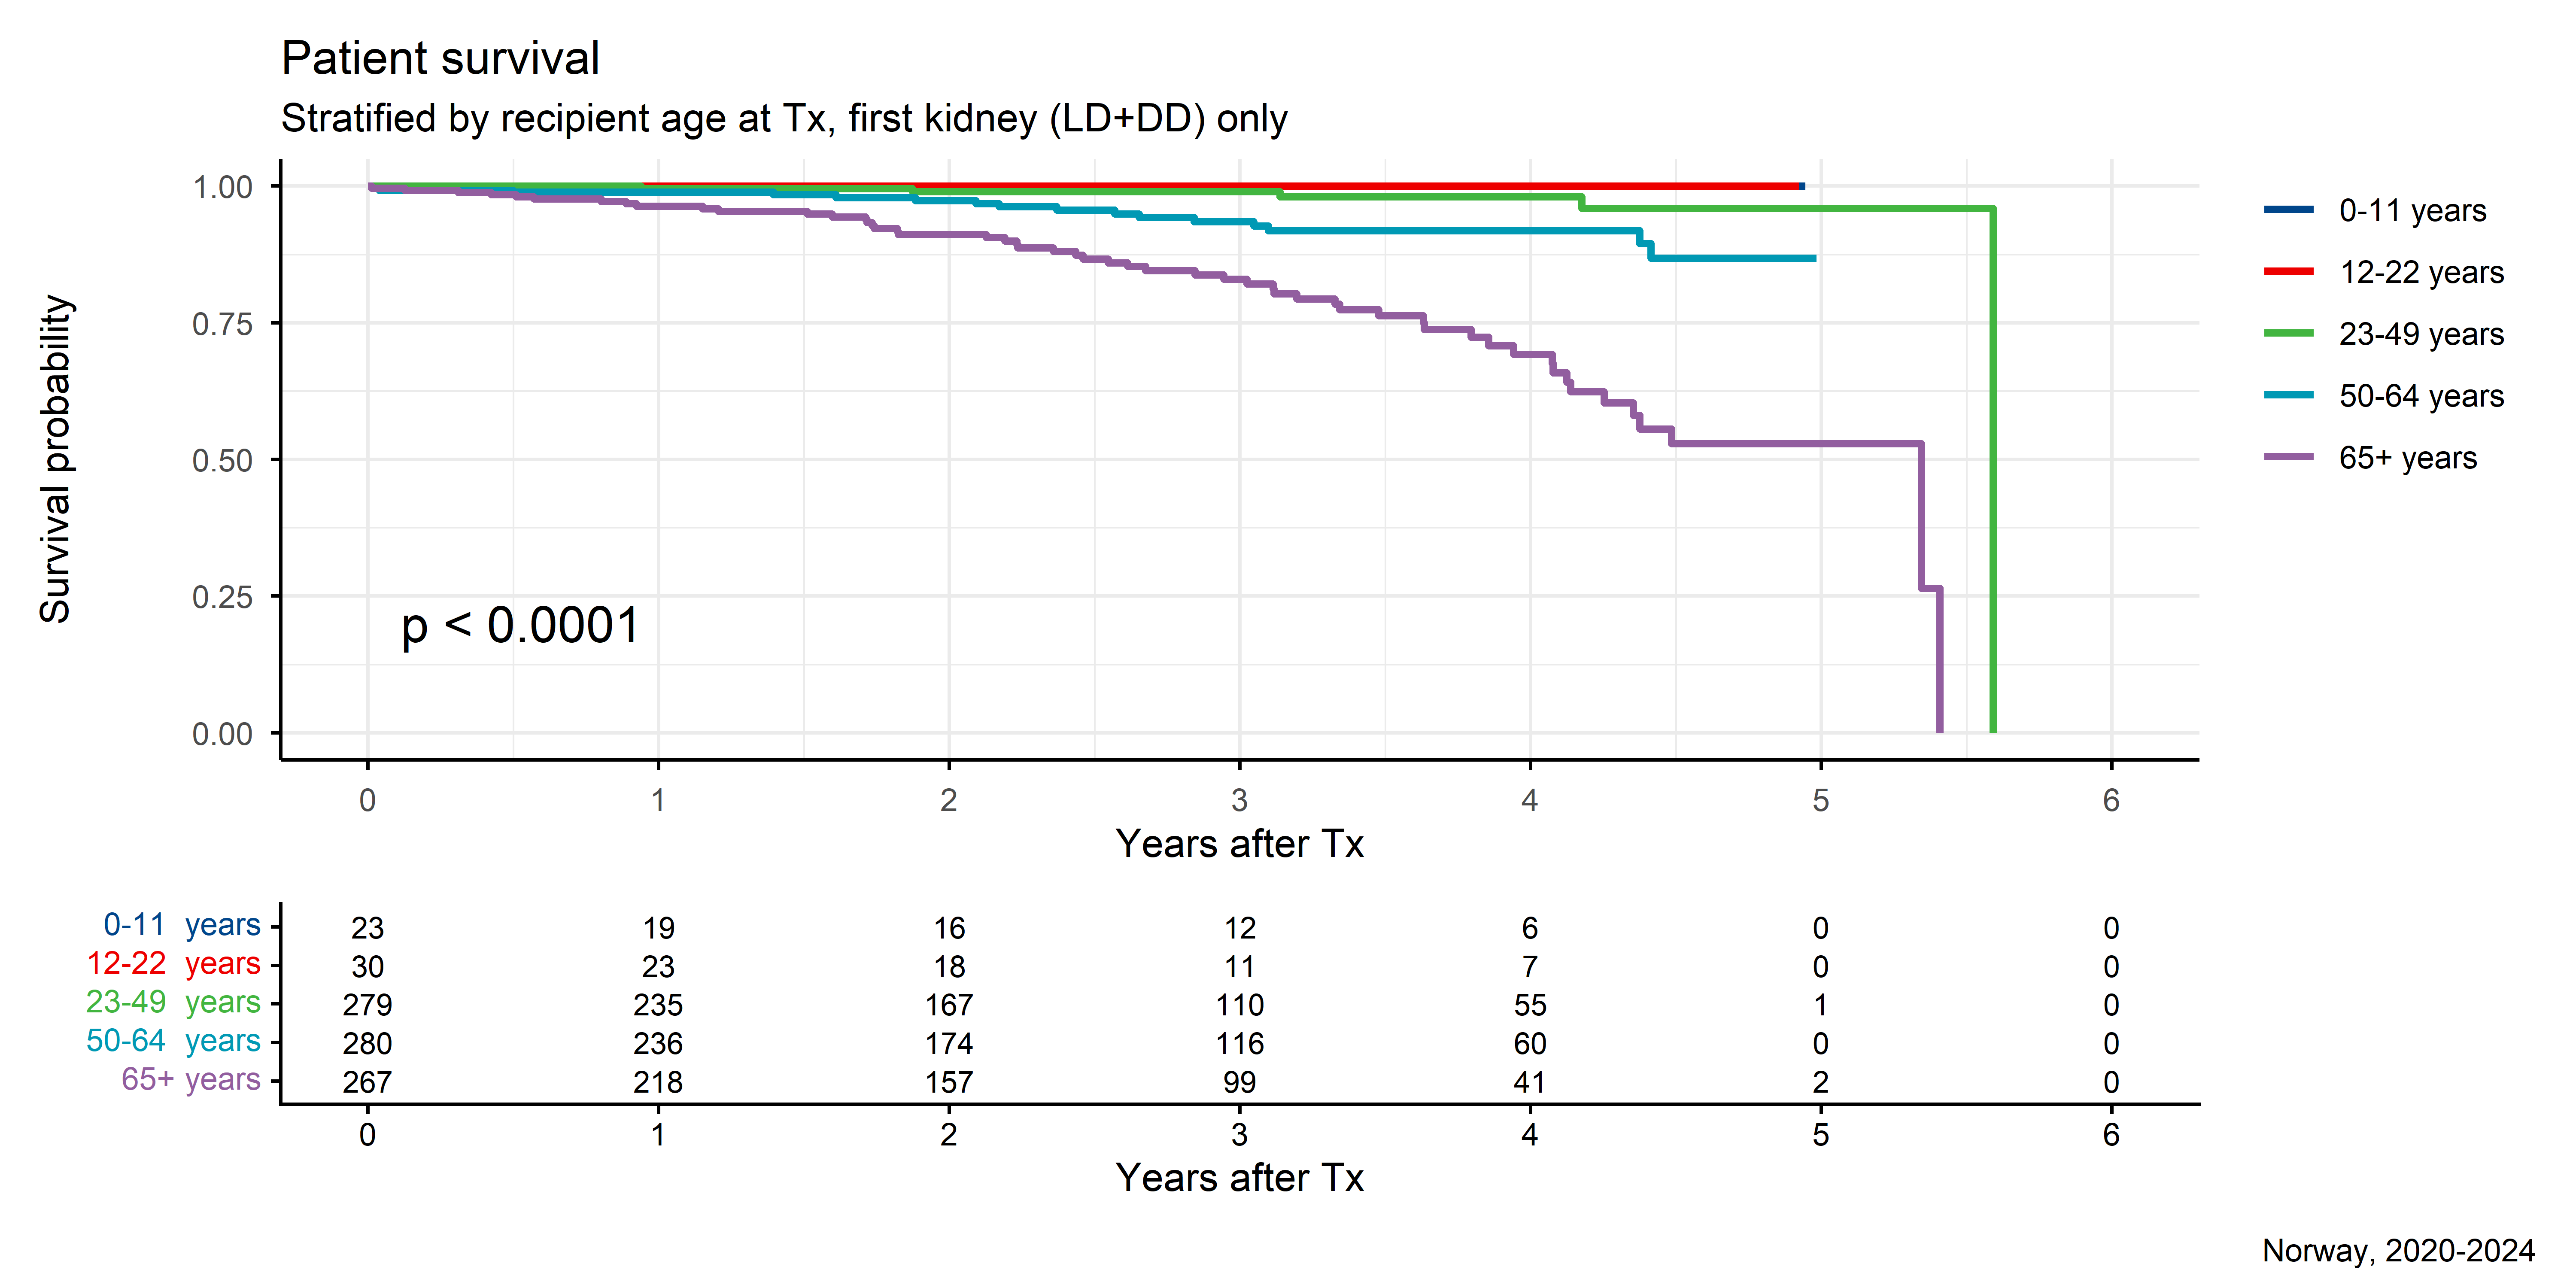 Patient survival
Stratified by recipient age at Tx, first kidney (LD+DD) only
Survival probability
1.00
0.75
0.50
0.25
0.00
p < 0.0001
0 1 2 3 4 5 6
Years after Tx
0-11 years
12-22 years
23-49 years
50-64 years
65+ years
0-11 years 23 19 16 12 6 0 0
12-22 years 30 23 18 11 7 0 0
23-49 years 279 235 167 110 55 1 0
50-64 years 280 236 174 116 60 0 0
65+ years 267 218 157 99 41 2 0
0 1 2 3 4 5 6
Years after Tx
Norway, 2020-2024